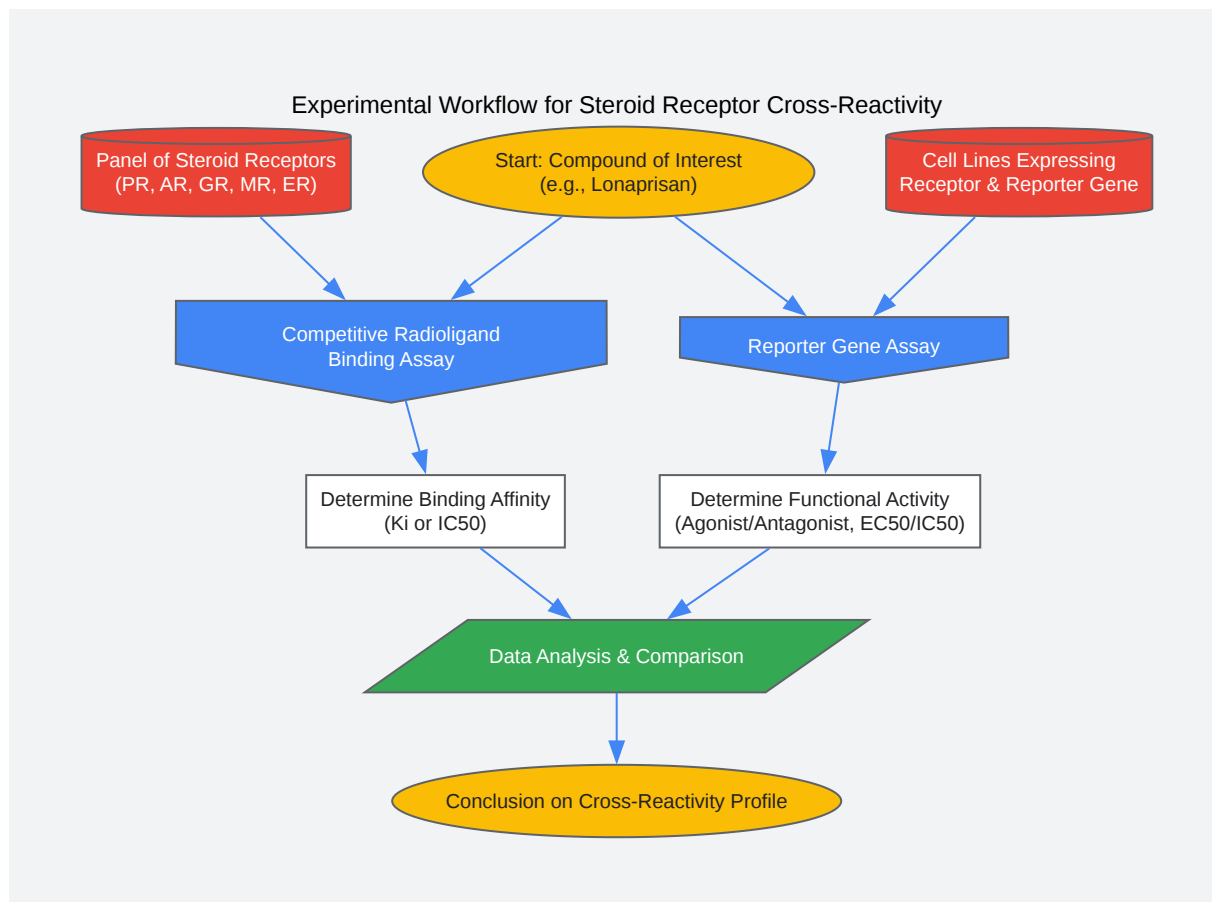 Experimental Workflow for Steroid Receptor Cross-Reactivity
Panel of Steroid Receptors
(PR, AR, GR, MR, ER)
Start: Compound of Interest
(e.g., Lonaprisan)
Cell Lines Expressing
Receptor & Reporter Gene
Competitive Radioligand
Binding Assay
Reporter Gene Assay
Determine Binding Affinity
(Ki or IC50)
Determine Functional Activity
(Agonist/Antagonist, EC50/IC50)
Data Analysis & Comparison
Conclusion on Cross-Reactivity Profile